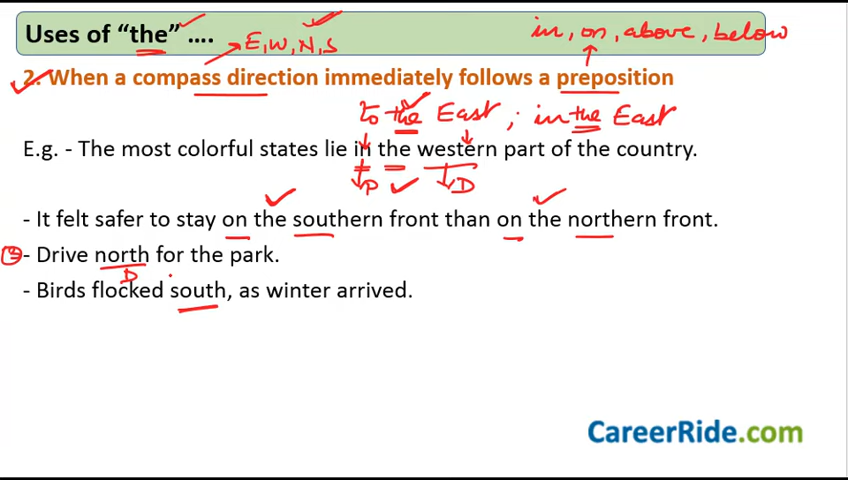 Uses of "the" ....
E, W, N, S
in, on, above, below
2. When a compass direction immediately follows a preposition
to the East ; in the East
E.g. - The most colorful states lie in the western part of the country.
P D
- It felt safer to stay on the southern front than on the northern front.
3 - Drive north for the park.
D
- Birds flocked south, as winter arrived.
CareerRide.com